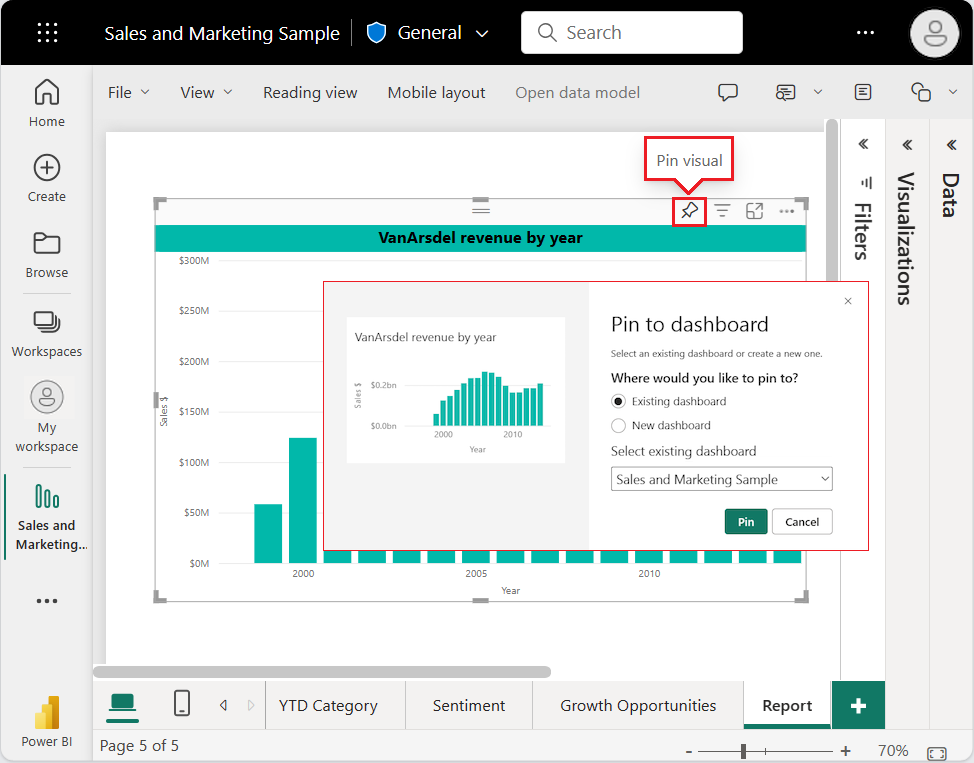 Sales and Marketing Sample
General
Search
File
View
Reading view
Mobile layout
Open data model
Home
Create
Browse
Workspaces
My
workspace
Sales and
Marketing...
Power BI
Pin visual
VanArsdel revenue by year
$300M
$250M
$200M
$150M
$100M
$50M
$0M
Sales $
2000
2005
2010
Year
VanArsdel revenue by year
Sales $
$0.2bn
$0.0bn
2000
2010
Year
Pin to dashboard
Select an existing dashboard or create a new one.
Where would you like to pin to?
Existing dashboard
New dashboard
Select existing dashboard
Sales and Marketing Sample
Pin
Cancel
Filters
Visualizations
Data
YTD Category
Sentiment
Growth Opportunities
Report
Page 5 of 5
70%